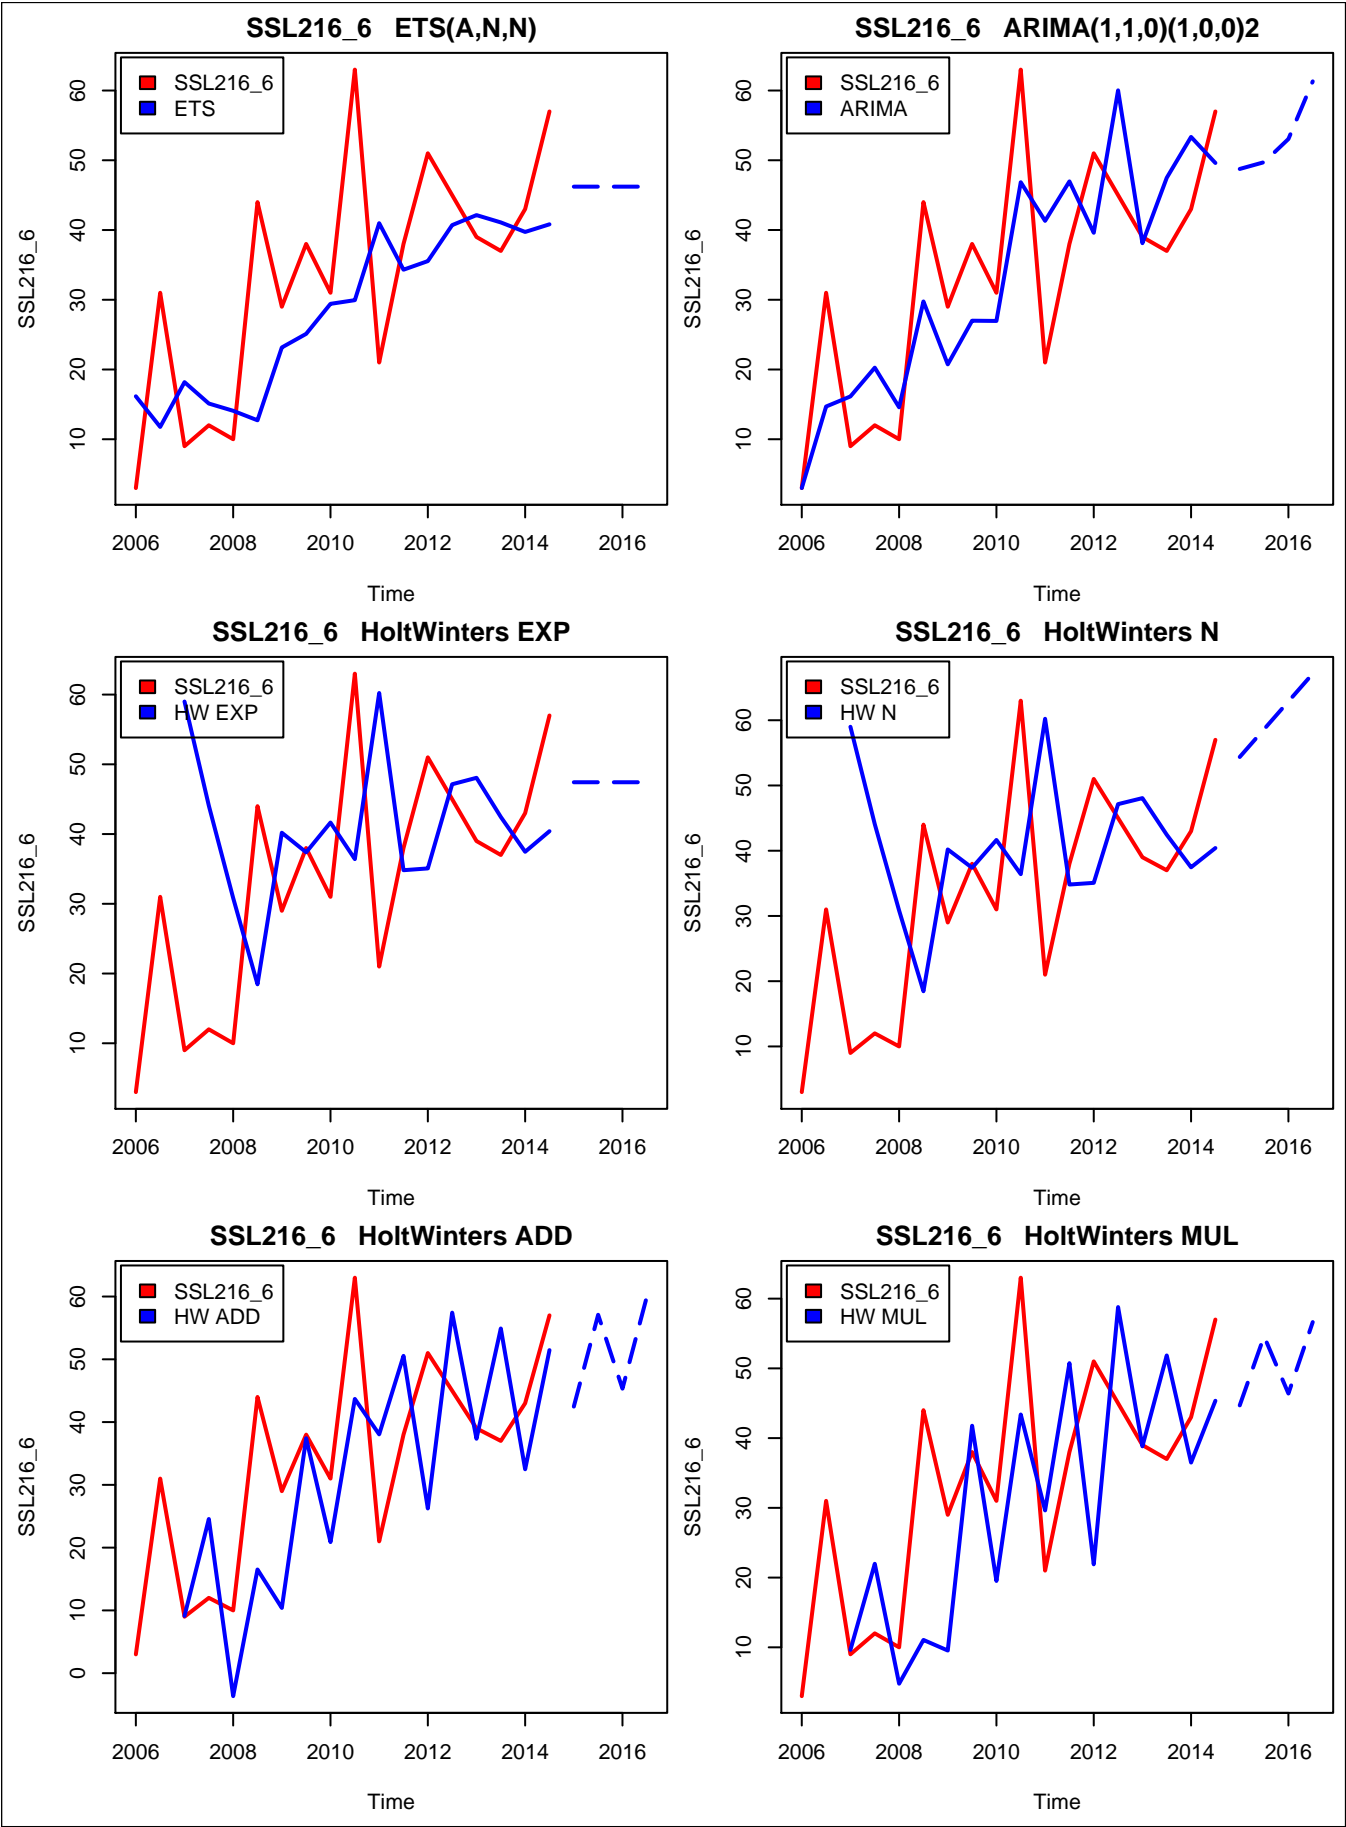 SSL216_6   ETS(A,N,N)
SSL216_6
ETS
SSL216_6
60
50
40
30
20
10
2006 2008 2010 2012 2014 2016
Time
SSL216_6   ARIMA(1,1,0)(1,0,0)2
SSL216_6
ARIMA
SSL216_6
60
50
40
30
20
10
2006 2008 2010 2012 2014 2016
Time
SSL216_6   HoltWinters EXP
SSL216_6
HW EXP
SSL216_6
60
50
40
30
20
10
2006 2008 2010 2012 2014 2016
Time
SSL216_6   HoltWinters N
SSL216_6
HW N
SSL216_6
60
50
40
30
20
10
2006 2008 2010 2012 2014 2016
Time
SSL216_6   HoltWinters ADD
SSL216_6
HW ADD
SSL216_6
60
50
40
30
20
10
0
2006 2008 2010 2012 2014 2016
Time
SSL216_6   HoltWinters MUL
SSL216_6
HW MUL
SSL216_6
60
50
40
30
20
10
2006 2008 2010 2012 2014 2016
Time